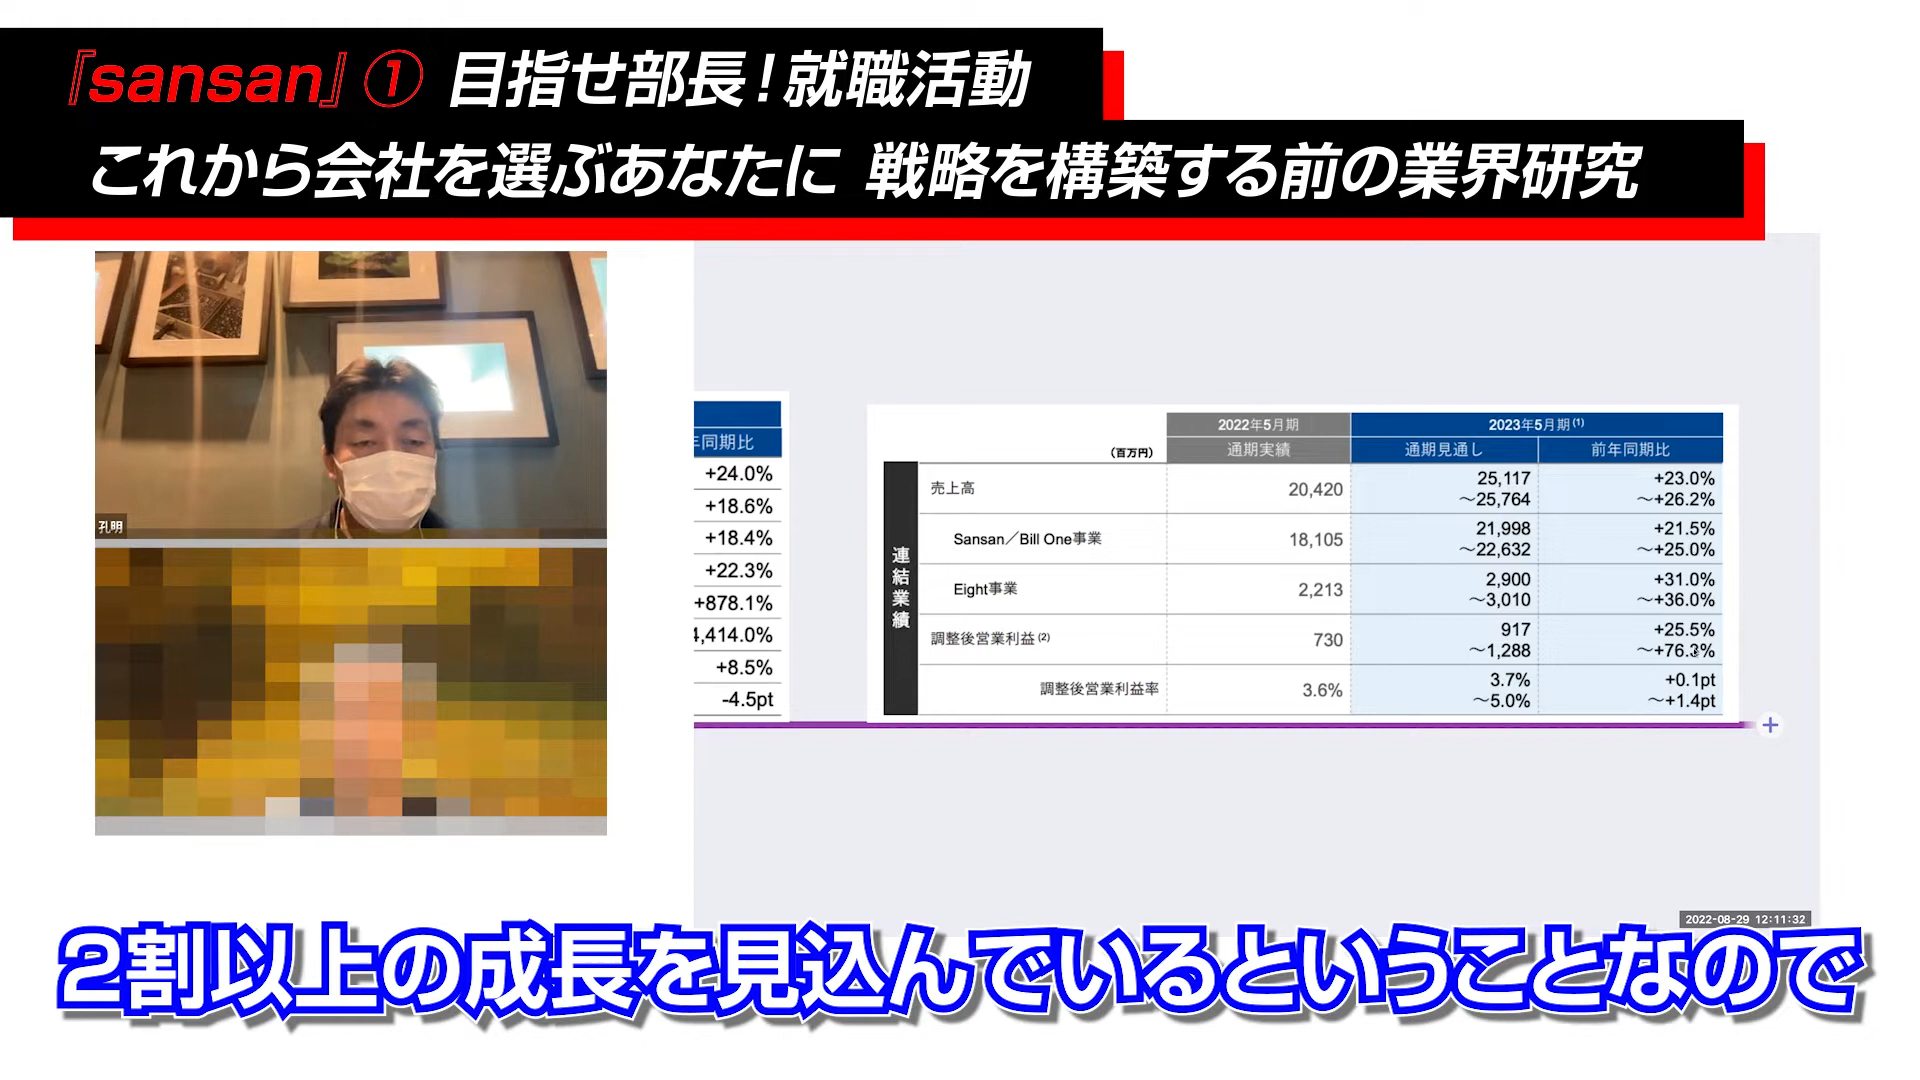 『sansan』① 目指せ部長！就職活動
これから会社を選ぶあなたに 戦略を構築する前の業界研究
孔明
同期比
+24.0%
+18.6%
+18.4%
+22.3%
+878.1%
4,414.0%
+8.5%
-4.5pt
(百万円)
2022年5月期
2023年5月期(1)
通期実績
通期見通し
前年同期比
連結業績
売上高
20,420
25,117
〜25,764
+23.0%
〜+26.2%
Sansan／Bill One事業
18,105
21,998
〜22,632
+21.5%
〜+25.0%
Eight事業
2,213
2,900
〜3,010
+31.0%
〜+36.0%
調整後営業利益(2)
730
917
〜1,288
+25.5%
〜+76.3%
調整後営業利益率
3.6%
3.7%
〜5.0%
+0.1pt
〜+1.4pt
2022-08-29 12:11:32
2割以上の成長を見込んでいるということなので